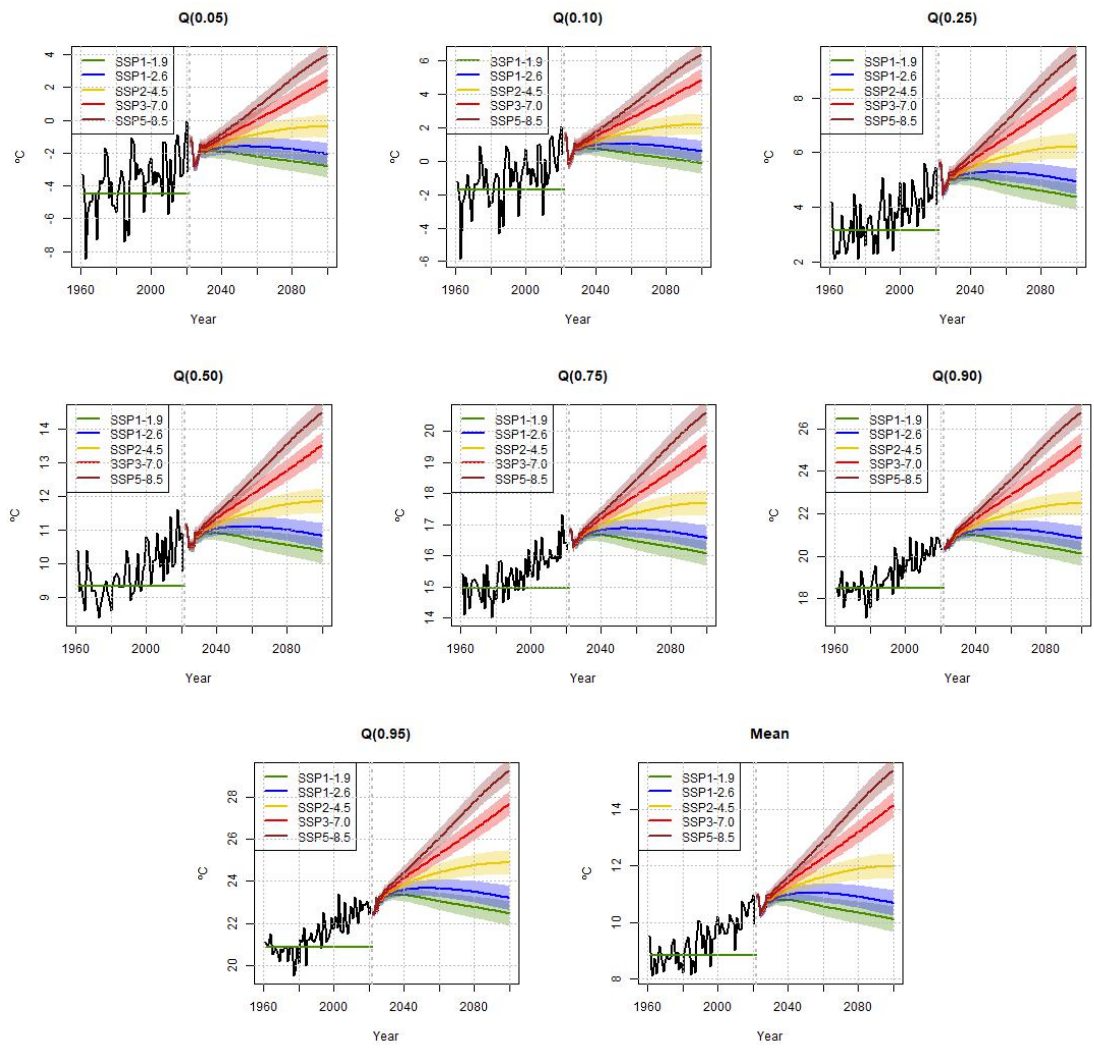 Q(0.05)
SSP1-1.9
SSP1-2.6
SSP2-4.5
SSP3-7.0
SSP5-8.5
4
2
0
-2
-4
-6
-8
ºC
1960 2000 2040 2080
Year
Q(0.10)
SSP1-1.9
SSP1-2.6
SSP2-4.5
SSP3-7.0
SSP5-8.5
6
4
2
0
-2
-4
-6
ºC
1960 2000 2040 2080
Year
Q(0.25)
SSP1-1.9
SSP1-2.6
SSP2-4.5
SSP3-7.0
SSP5-8.5
8
6
4
2
ºC
1960 2000 2040 2080
Year
Q(0.50)
SSP1-1.9
SSP1-2.6
SSP2-4.5
SSP3-7.0
SSP5-8.5
14
13
12
11
10
9
ºC
1960 2000 2040 2080
Year
Q(0.75)
SSP1-1.9
SSP1-2.6
SSP2-4.5
SSP3-7.0
SSP5-8.5
20
19
18
17
16
15
14
ºC
1960 2000 2040 2080
Year
Q(0.90)
SSP1-1.9
SSP1-2.6
SSP2-4.5
SSP3-7.0
SSP5-8.5
26
24
22
20
18
ºC
1960 2000 2040 2080
Year
Q(0.95)
SSP1-1.9
SSP1-2.6
SSP2-4.5
SSP3-7.0
SSP5-8.5
28
26
24
22
20
ºC
1960 2000 2040 2080
Year
Mean
SSP1-1.9
SSP1-2.6
SSP2-4.5
SSP3-7.0
SSP5-8.5
14
12
10
8
ºC
1960 2000 2040 2080
Year